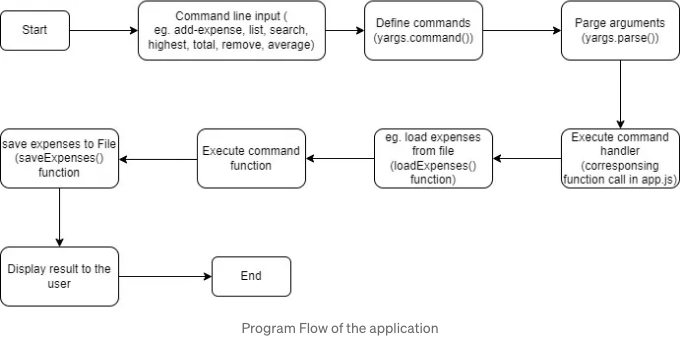 Start
Command line input (
eg. add-expense, list, search,
highest, total, remove, average)
Define commands
(yargs.command())
Parge arguments
(yargs.parse())
save expenses to File
(saveExpenses()
function
Execute command
function
eg. load expenses
from file
(loadExpenses()
function)
Execute command
handler
(corresponsing
function call in app.js)
Display result to the
user
End
Program Flow of the application